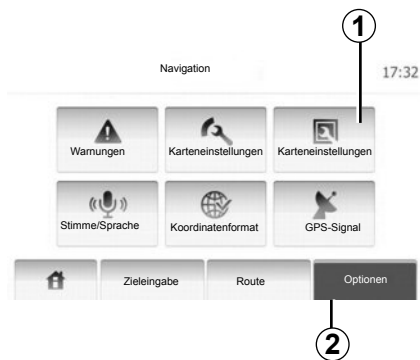 1
Navigation
17:32
Warnungen
Karteneinstellungen
Karteneinstellungen
Stimme/Sprache
Koordinatenformat
GPS-Signal
Zieleingabe
Route
Optionen
2